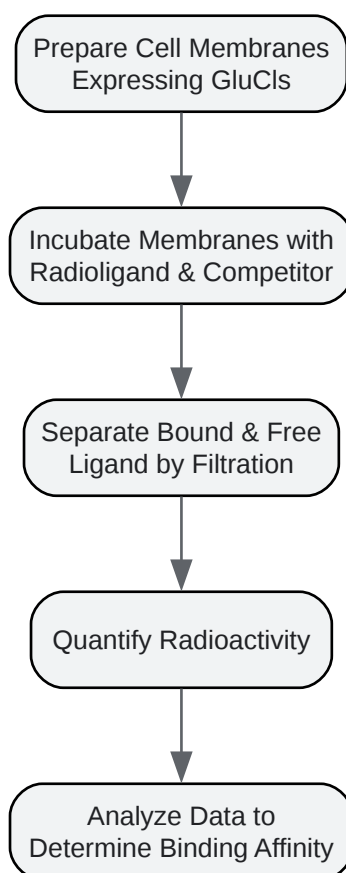 Prepare Cell Membranes
Expressing GluCls
Incubate Membranes with
Radioligand & Competitor
Separate Bound & Free
Ligand by Filtration
Quantify Radioactivity
Analyze Data to
Determine Binding Affinity